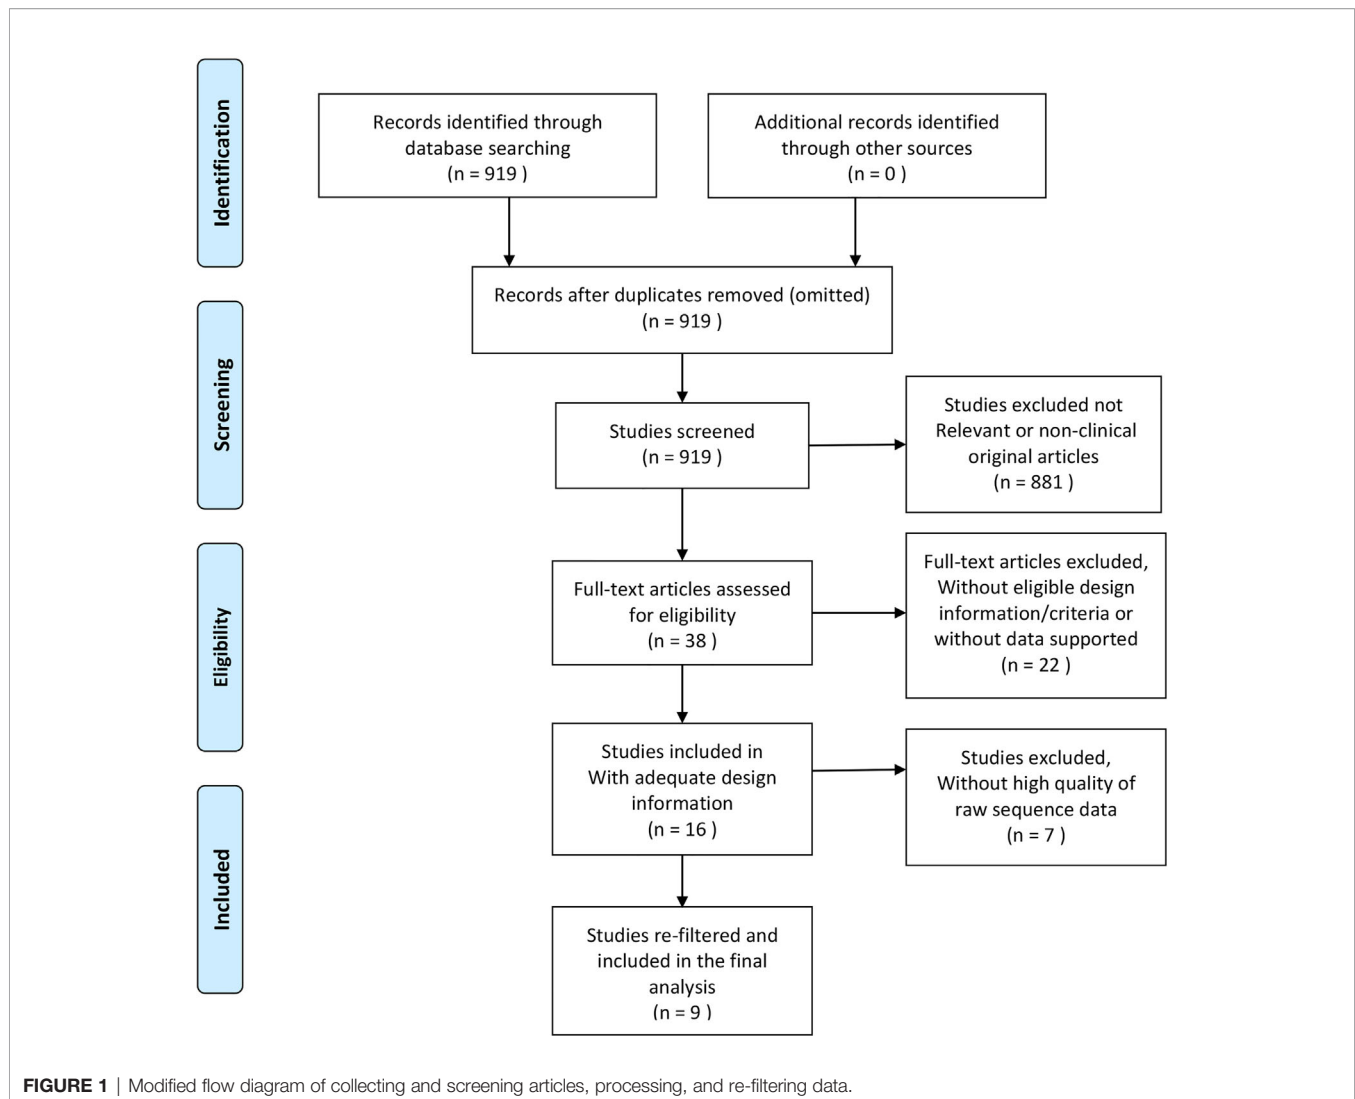 Identification
Records identified through
database searching
(n = 919 )
Additional records identified
through other sources
(n = 0 )
Records after duplicates removed (omitted)
(n = 919 )
Screening
Studies screened
(n = 919 )
Studies excluded not
Relevant or non-clinical
original articles
(n = 881 )
Eligibility
Full-text articles assessed
for eligibility
(n = 38 )
Full-text articles excluded,
Without eligible design
information/criteria or
without data supported
(n = 22 )
Studies included in
With adequate design
information
(n = 16 )
Studies excluded,
Without high quality of
raw sequence data
(n = 7 )
Included
Studies re-filtered and
included in the final
analysis
(n = 9 )
FIGURE 1 | Modified flow diagram of collecting and screening articles, processing, and re-filtering data.